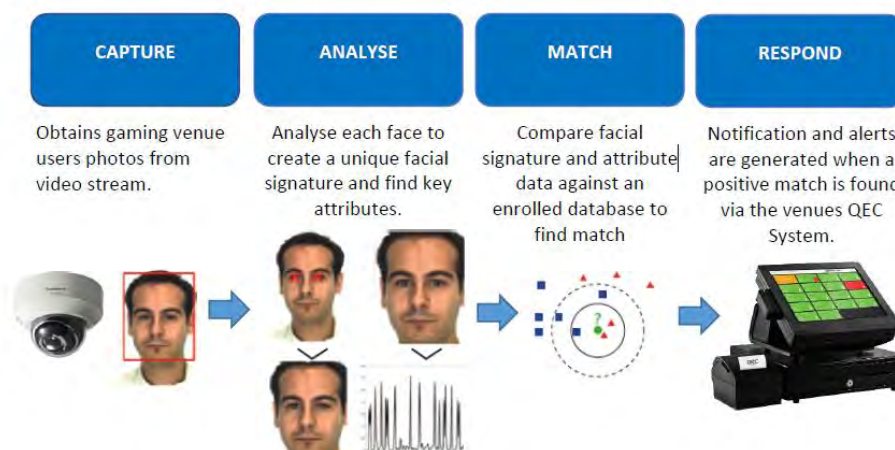 CAPTURE
Obtains gaming venue
users photos from
video stream.
ANALYSE
Analyse each face to
create a unique facial
signature and find key
attributes.
MATCH
Compare facial
signature and attribute
data against an
enrolled database to
find match
RESPOND
Notification and alerts
are generated when a
positive match is found
via the venues QEC
System.
?
QEC